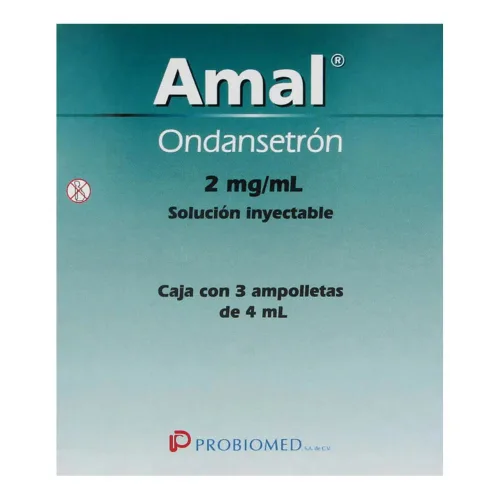 Amal®
Ondansetrón
2 mg/mL
Solución inyectable
Caja con 3 ampolletas
de 4 mL
PROBIOMED S.A. de C.V.